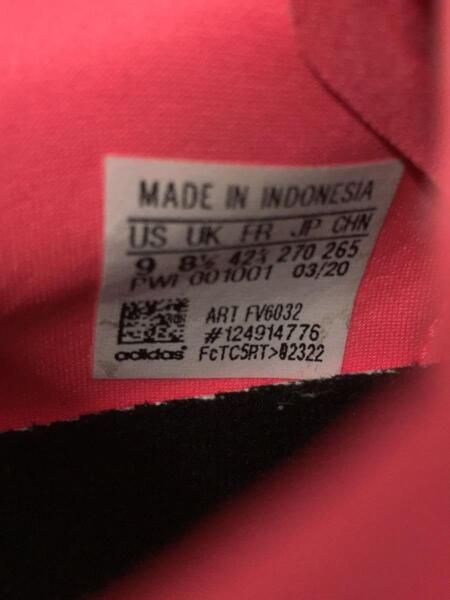 MADE IN INDONESIA
US UK FR JP CHN
9 8½ 42⅔ 270 265
PWI 001001 03/20
ART FV6032
#124914776
adidas FcTC5RT>02322